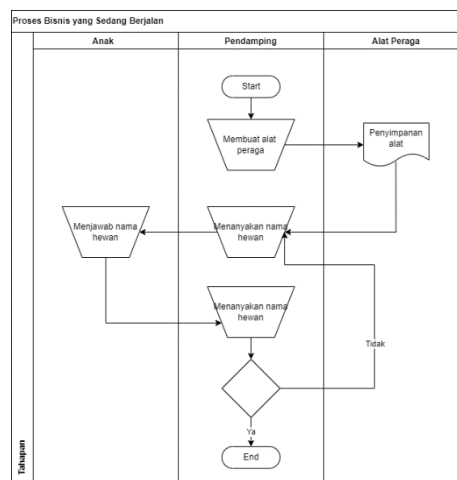 Proses Bisnis yang Sedang Berjalan
Anak
Pendamping
Alat Peraga
Start
Membuat alat
peraga
Penyimpanan
alat
Menjawab nama
hewan
Menanyakan nama
hewan
Menanyakan nama
hewan
Tidak
Ya
End
Tahapan